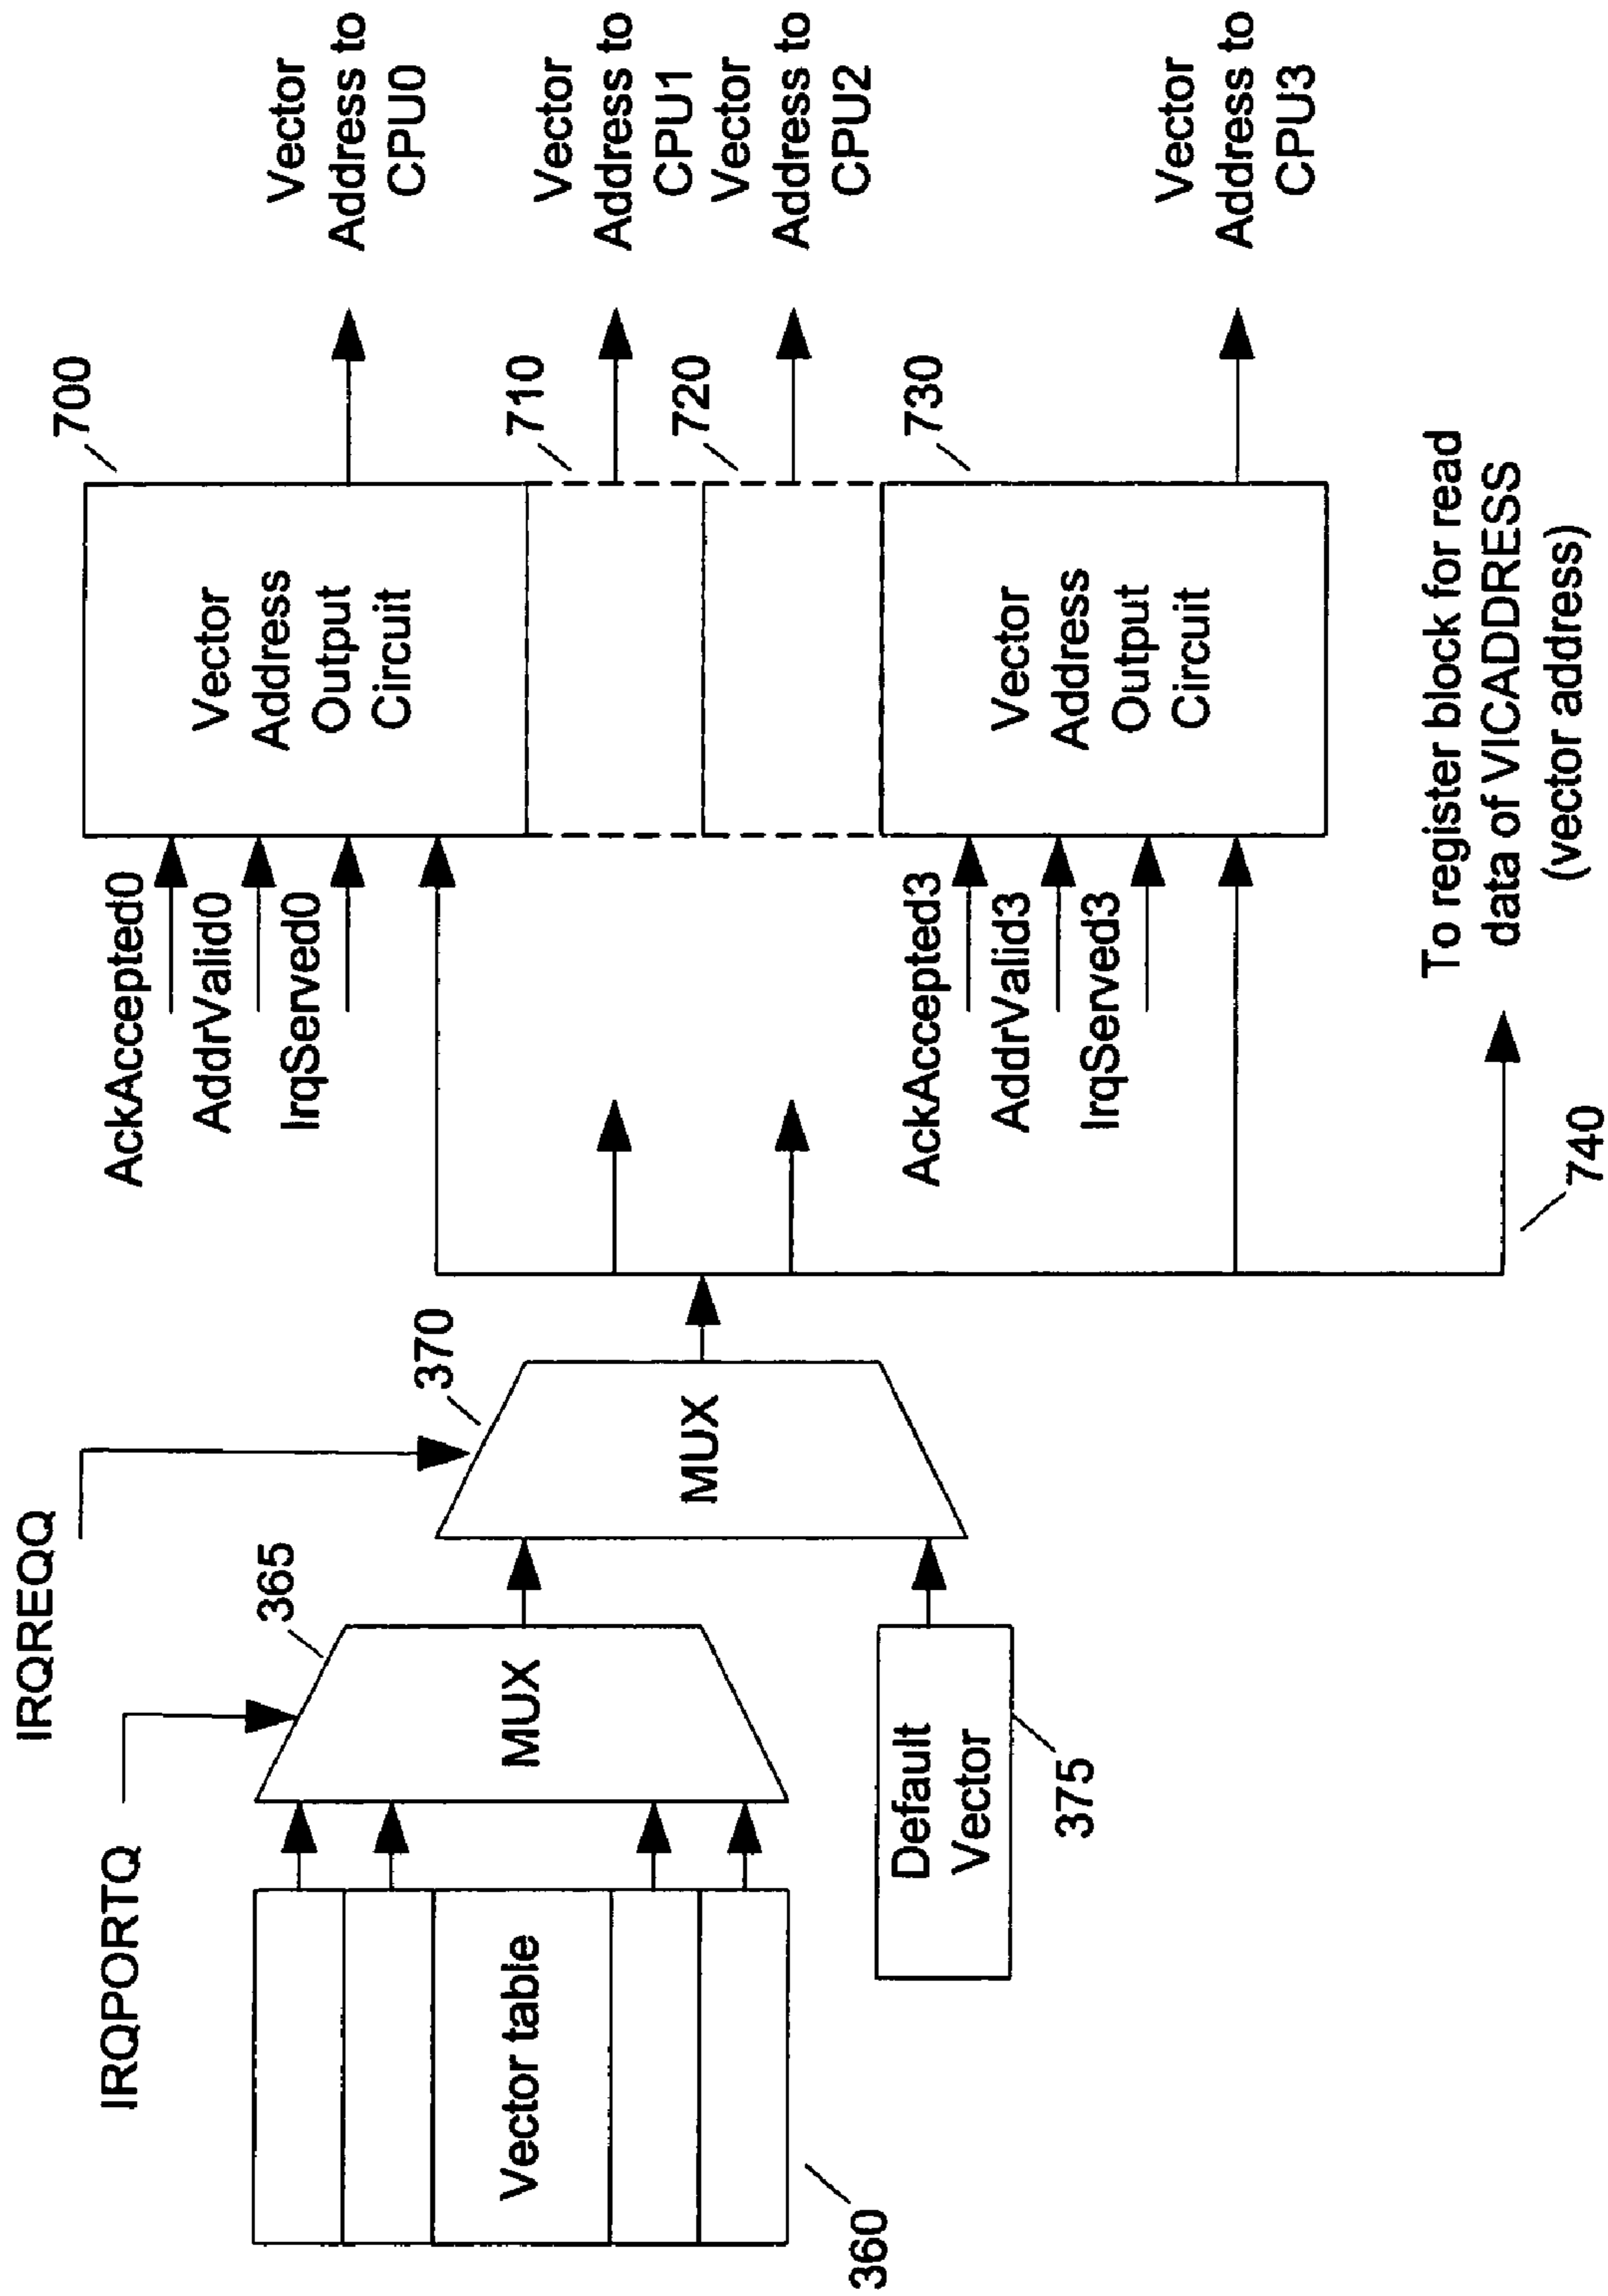 IRQREQQ
IRQPORTQ
365
370
MUX
MUX
Vector table
360
Default
Vector
375
AckAccepted0
AddrValid0
IrqServed0
700
Vector
Address
Output
Circuit
710
720
AckAccepted3
AddrValid3
IrqServed3
730
Vector
Address
Output
Circuit
Vector
Address to
CPU0
Vector
Address to
CPU1
Vector
Address to
CPU2
Vector
Address to
CPU3
740
To register block for read
data of VICADDRESS
(vector address)